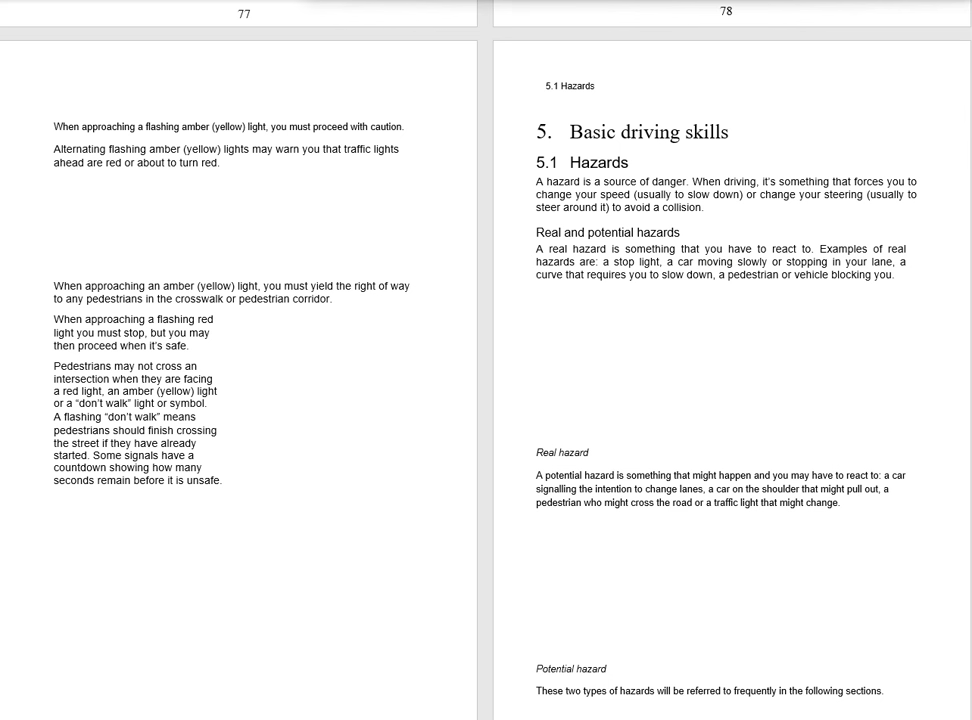 77
78
When approaching a flashing amber (yellow) light, you must proceed with caution.
Alternating flashing amber (yellow) lights may warn you that traffic lights
ahead are red or about to turn red.
When approaching an amber (yellow) light, you must yield the right of way
to any pedestrians in the crosswalk or pedestrian corridor.
When approaching a flashing red
light you must stop, but you may
then proceed when it’s safe.
Pedestrians may not cross an
intersection when they are facing
a red light, an amber (yellow) light
or a “don’t walk” light or symbol.
A flashing “don’t walk” means
pedestrians should finish crossing
the street if they have already
started. Some signals have a
countdown showing how many
seconds remain before it is unsafe.
5.1 Hazards
5. Basic driving skills
5.1 Hazards
A hazard is a source of danger. When driving, it’s something that forces you to
change your speed (usually to slow down) or change your steering (usually to
steer around it) to avoid a collision.
Real and potential hazards
A real hazard is something that you have to react to. Examples of real
hazards are: a stop light, a car moving slowly or stopping in your lane, a
curve that requires you to slow down, a pedestrian or vehicle blocking you.
Real hazard
A potential hazard is something that might happen and you may have to react to: a car
signalling the intention to change lanes, a car on the shoulder that might pull out, a
pedestrian who might cross the road or a traffic light that might change.
Potential hazard
These two types of hazards will be referred to frequently in the following sections.